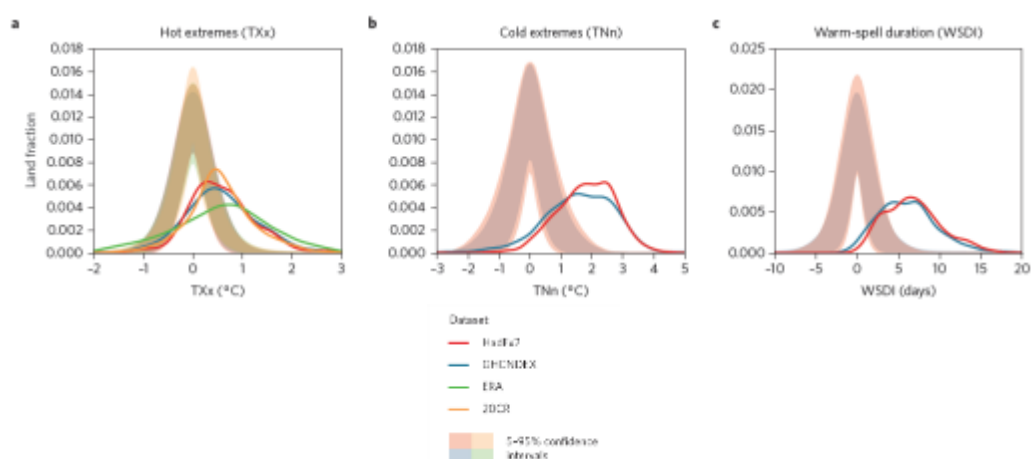 a
Hot extremes (TXx)
b
Cold extremes (TNn)
c
Warm-spell duration (WSDI)
Land fraction
0.018
0.016
0.014
0.012
0.010
0.008
0.006
0.004
0.002
0.000
-2
-1
0
1
2
3
TXx (°C)
0.018
0.016
0.014
0.012
0.010
0.008
0.006
0.004
0.002
0.000
-3
-2
-1
0
1
2
3
4
5
TNn (°C)
0.025
0.020
0.015
0.010
0.005
0.000
-10
-5
0
5
10
15
20
WSDI (days)
Dataset
HadEx2
GHCNDEX
ERA
20CR
5–95% confidence
intervals